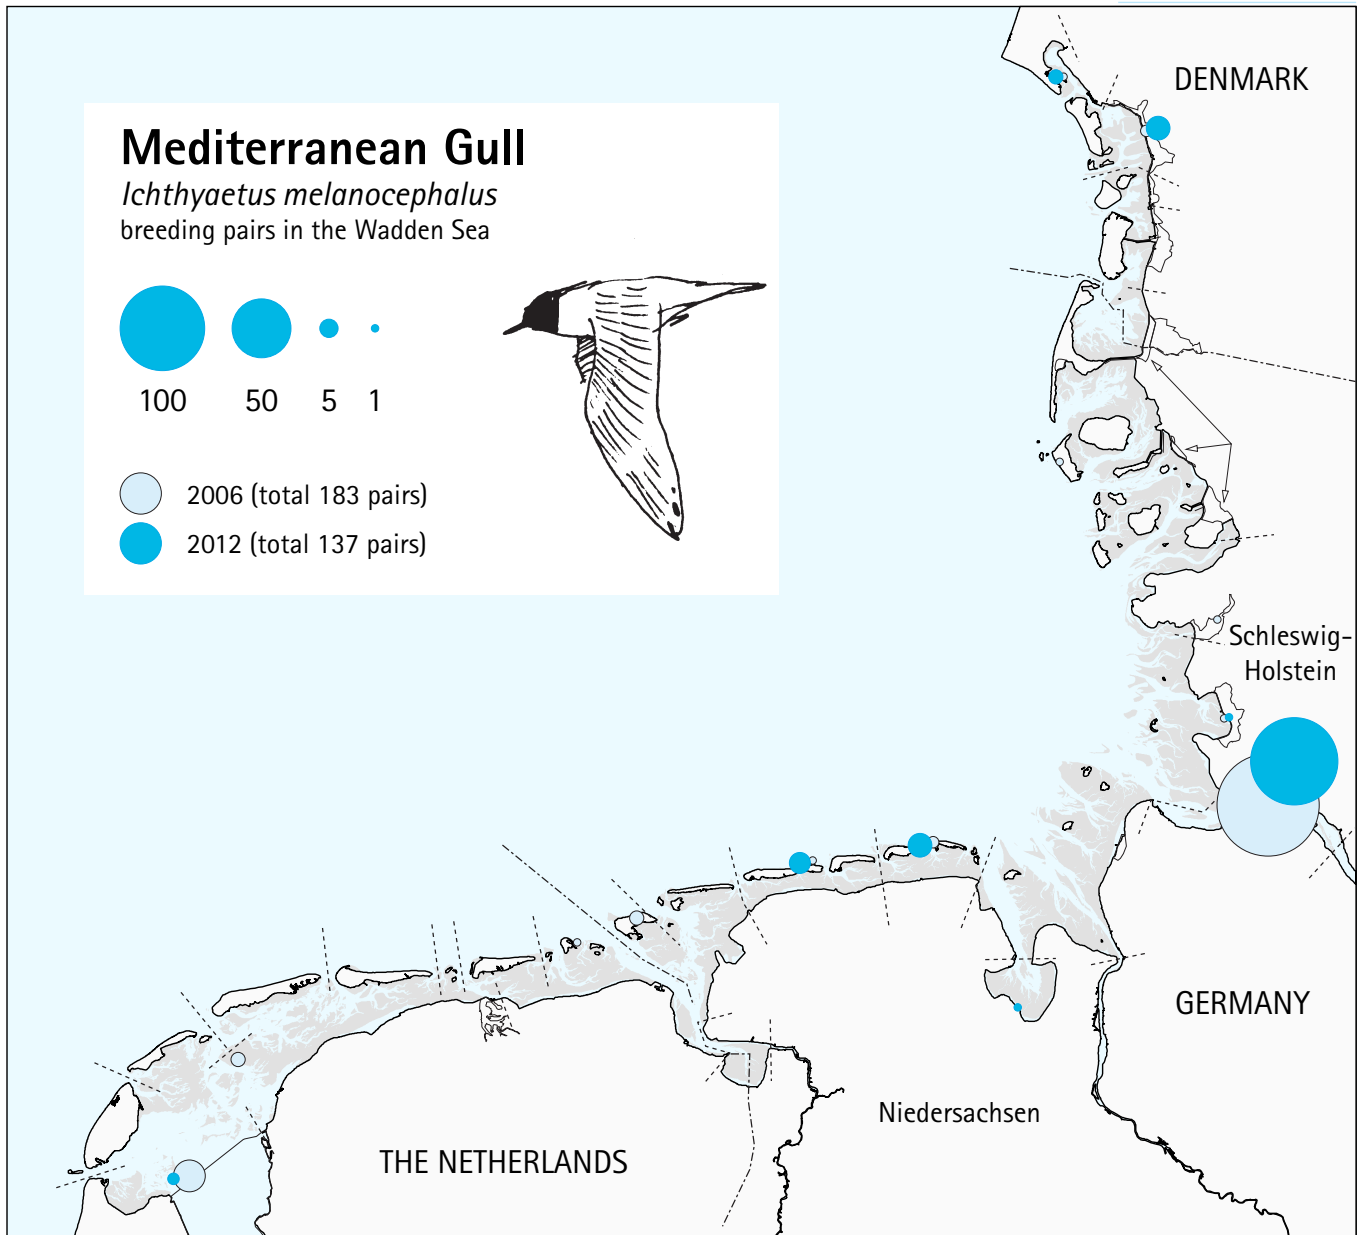 Mediterranean Gull
Ichthyaetus melanocephalus
breeding pairs in the Wadden Sea
100 50 5 1
2006 (total 183 pairs)
2012 (total 137 pairs)
DENMARK
Schleswig-
Holstein
GERMANY
Niedersachsen
THE NETHERLANDS